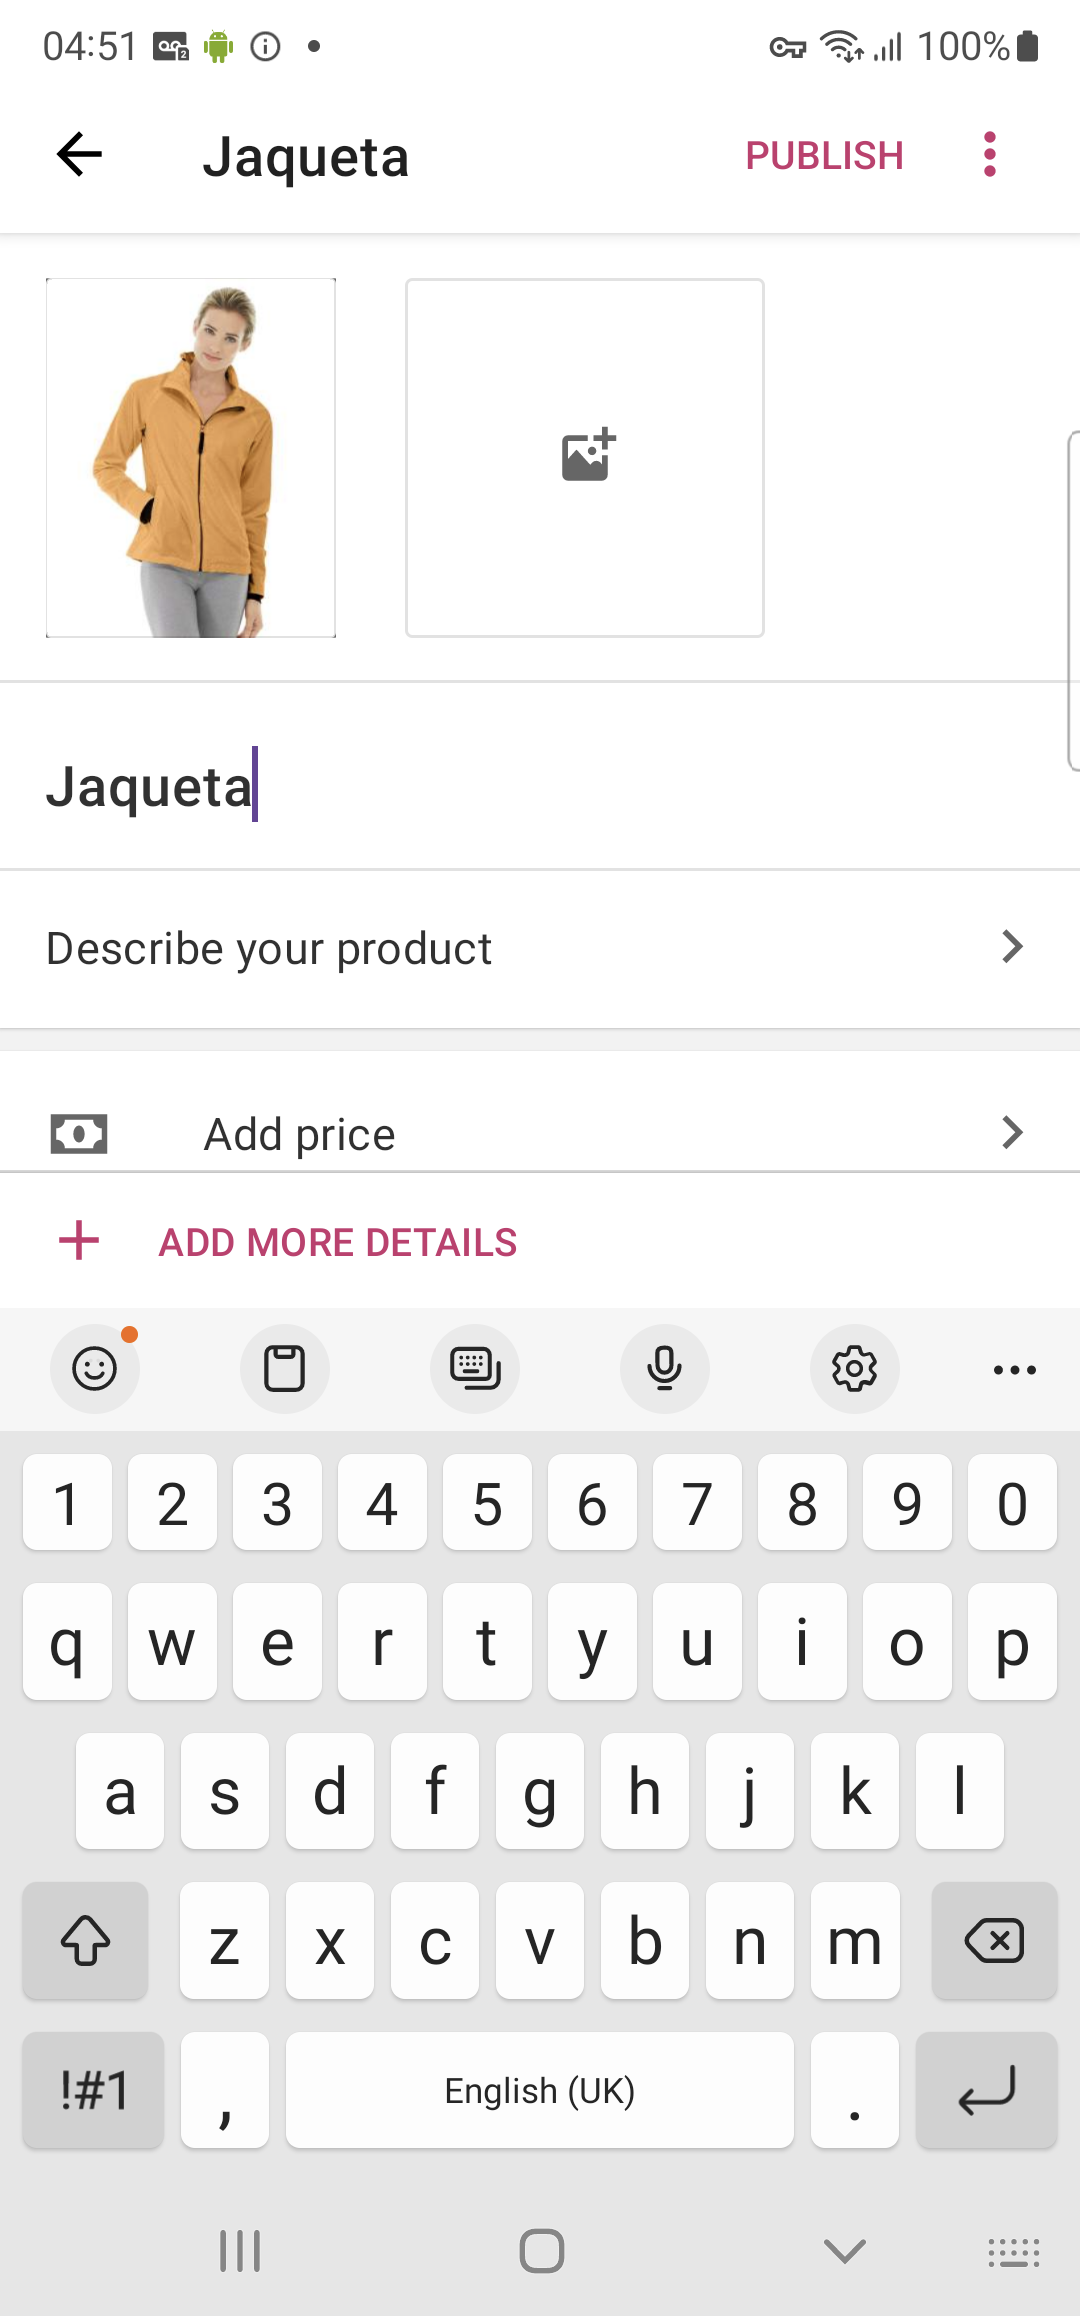 04:51 100%
Jaqueta PUBLISH
Jaqueta
Describe your product
Add price
ADD MORE DETAILS
1 2 3 4 5 6 7 8 9 0
q w e r t y u i o p
a s d f g h j k l
z x c v b n m
!#1 , English (UK) .